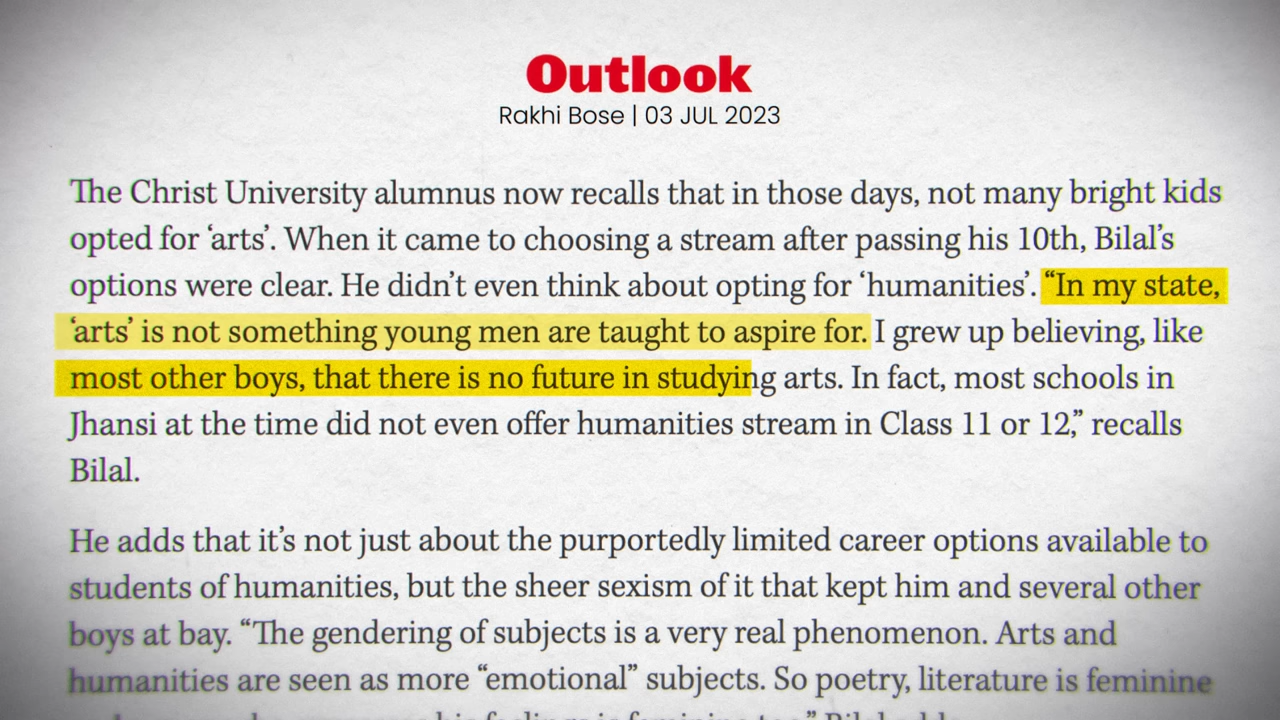 Outlook
Rakhi Bose | 03 JUL 2023
The Christ University alumnus now recalls that in those days, not many bright kids
opted for ‘arts’. When it came to choosing a stream after passing his 10th, Bilal’s
options were clear. He didn’t even think about opting for ‘humanities’. “In my state,
‘arts’ is not something young men are taught to aspire for. I grew up believing, like
most other boys, that there is no future in studying arts. In fact, most schools in
Jhansi at the time did not even offer humanities stream in Class 11 or 12,” recalls
Bilal.
He adds that it’s not just about the purportedly limited career options available to
students of humanities, but the sheer sexism of it that kept him and several other
boys at bay. “The gendering of subjects is a very real phenomenon. Arts and
humanities are seen as more “emotional” subjects. So poetry, literature is feminine